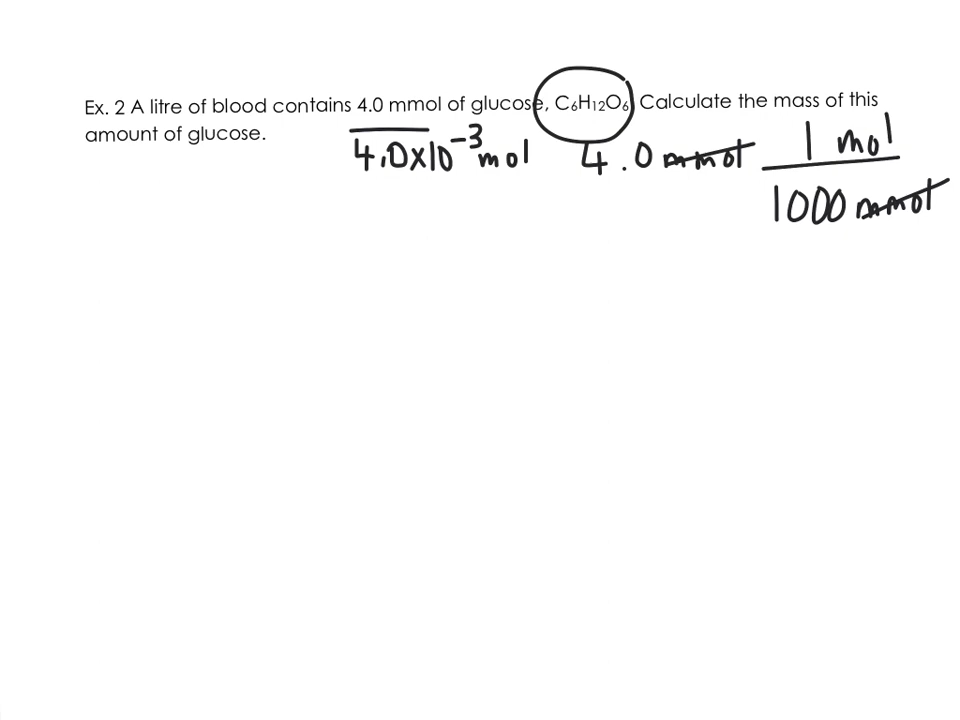 Ex. 2 A litre of blood contains 4.0 mmol of glucose, C₆H₁₂O₆. Calculate the mass of this
amount of glucose.
4.0x10⁻³ mol 4.0 mmol 1 mol
1000 mmol